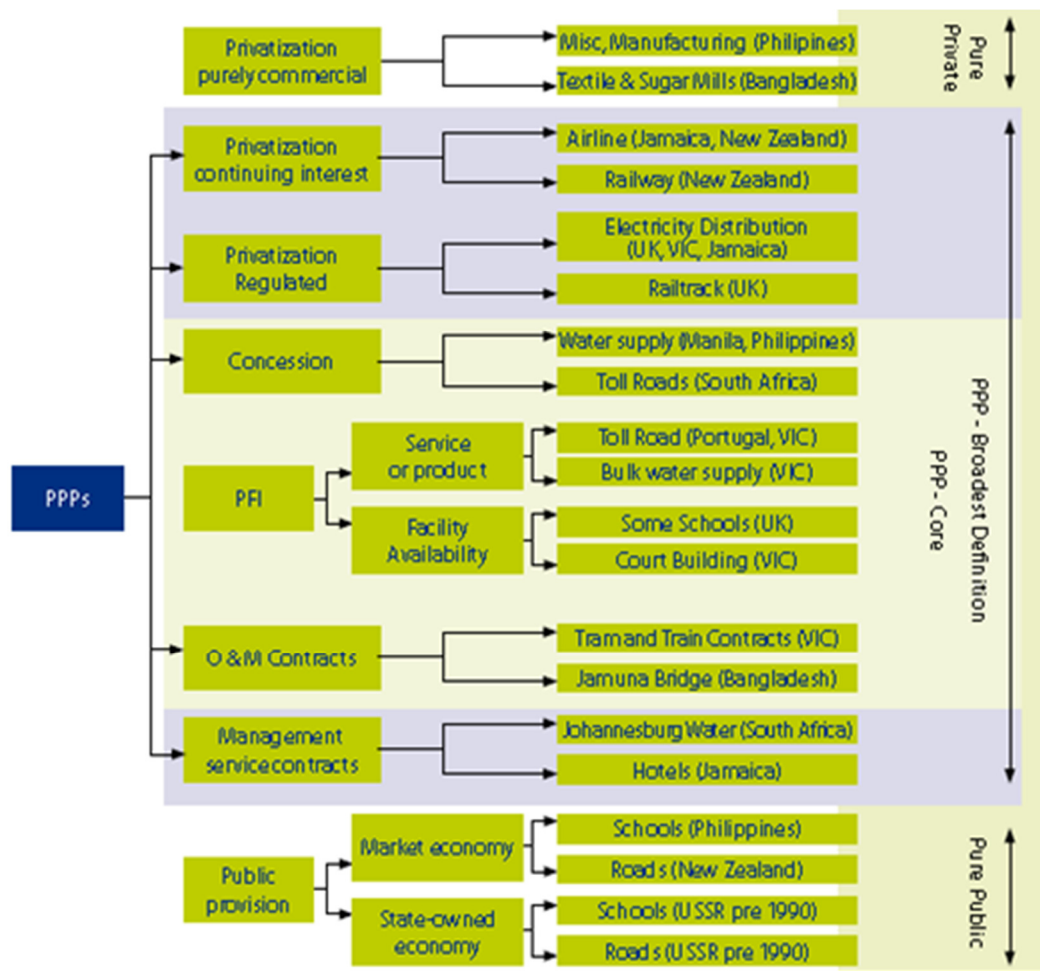 Privatization
purely commercial
Misc, Manufacturing (Philipines)
Textile & Sugar Mills (Bangladesh)
Pure
Private
Privatization
continuing interest
Airline (Jamaica, New Zealand)
Railway (New Zealand)
Privatization
Regulated
Electricity Distribution
(UK, VIC, Jamaica)
Railtrack (UK)
Concession
Water supply (Manila, Philippines)
Toll Roads (South Africa)
PPPs
PFI
Service
or product
Toll Road (Portugal, VIC)
Bulk water supply (VIC)
Facility
Availability
Some Schools (UK)
Court Building (VIC)
PPP - Broadest Definition
PPP - Core
O & M Contracts
Tram and Train Contracts (VIC)
Jamuna Bridge (Bangladesh)
Management
service contracts
Johannesburg Water (South Africa)
Hotels (Jamaica)
Public
provision
Market economy
Schools (Philippines)
Roads (New Zealand)
State-owned
economy
Schools (USSR pre 1990)
Roads (USSR pre 1990)
Pure Public